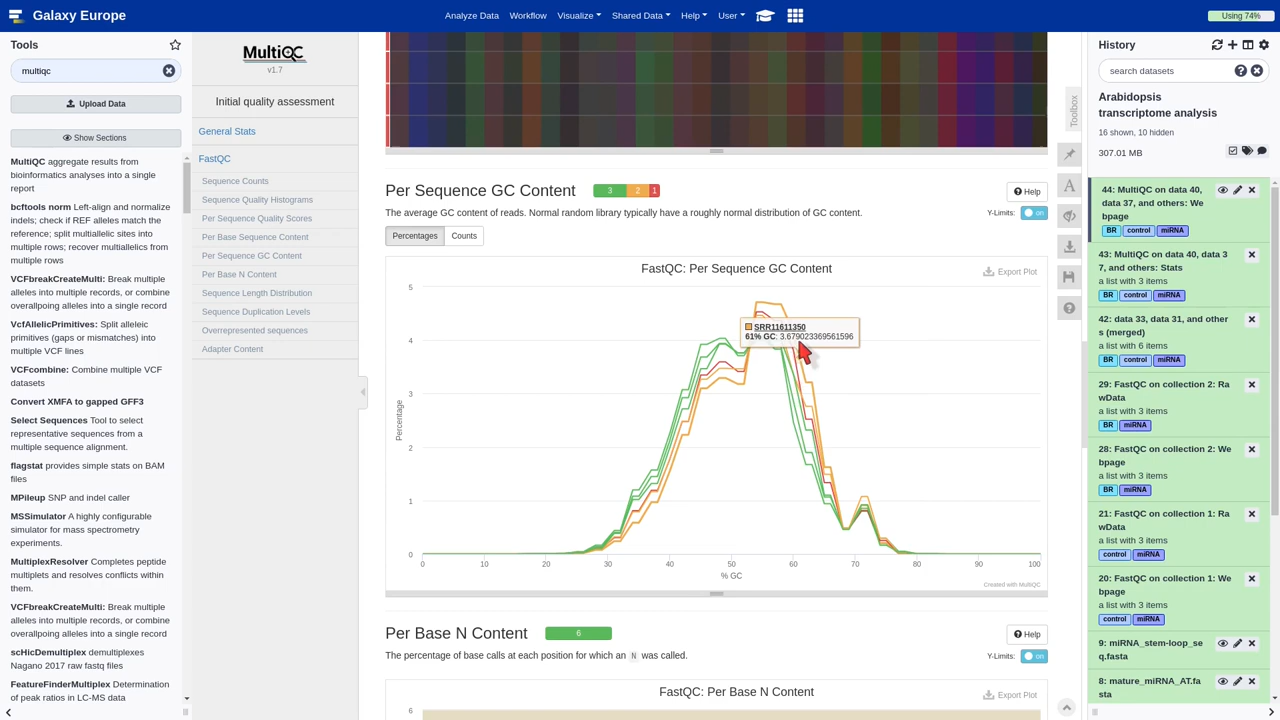 Galaxy Europe
Analyze Data
Workflow
Visualize
Shared Data
Help
User
Using 74%
Tools
multiqc
Upload Data
Show Sections
MultiQC aggregate results from
bioinformatics analyses into a single
report
bcftools norm Left-align and normalize
indels; check if REF alleles match the
reference; split multiallelic sites into
multiple rows; recover multiallelics from
multiple rows
VCFbreakCreateMulti: Break multiple
alleles into multiple records, or combine
overallpoing alleles into a single record
VcfAllelicPrimitives: Split alleleic
primitives (gaps or mismatches) into
multiple VCF lines
VCFcombine: Combine multiple VCF
datasets
Convert XMFA to gapped GFF3
Select Sequences Tool to select
representative sequences from a
multiple sequence alignment.
flagstat provides simple stats on BAM
files
MPileup SNP and indel caller
MSSimulator A highly configurable
simulator for mass spectrometry
experiments.
MultiplexResolver Completes peptide
multiplets and resolves conflicts within
them.
VCFbreakCreateMulti: Break multiple
alleles into multiple records, or combine
overallpoing alleles into a single record
scHicDemultiplex demultiplexes
Nagano 2017 raw fastq files
FeatureFinderMultiplex Determination
of peak ratios in LC-MS data
MultiQC
v1.7
Initial quality assessment
General Stats
FastQC
Sequence Counts
Sequence Quality Histograms
Per Sequence Quality Scores
Per Base Sequence Content
Per Sequence GC Content
Per Base N Content
Sequence Length Distribution
Sequence Duplication Levels
Overrepresented sequences
Adapter Content
Per Sequence GC Content
3 2 1
Help
The average GC content of reads. Normal random library typically have a roughly normal distribution of GC content.
Y-Limits: on
Percentages Counts
FastQC: Per Sequence GC Content
Export Plot
5
4
3
2
1
0
Percentage
SRR11611350
61% GC: 3.679023369561596
0 10 20 30 40 50 60 70 80 90 100
% GC
Created with MultiQC
Per Base N Content
6
Help
The percentage of base calls at each position for which an N was called.
Y-Limits: on
FastQC: Per Base N Content
Export Plot
6
Toolbox
History
search datasets
Arabidopsis
transcriptome analysis
16 shown, 10 hidden
307.01 MB
44: MultiQC on data 40,
data 37, and others: We
bpage
BR control miRNA
43: MultiQC on data 40, data 3
7, and others: Stats
a list with 3 items
BR control miRNA
42: data 33, data 31, and other
s (merged)
a list with 6 items
BR control miRNA
29: FastQC on collection 2: Ra
wData
a list with 3 items
BR miRNA
28: FastQC on collection 2: We
bpage
a list with 3 items
BR miRNA
21: FastQC on collection 1: Ra
wData
a list with 3 items
control miRNA
20: FastQC on collection 1: We
bpage
a list with 3 items
control miRNA
9: miRNA_stem-loop_se
q.fasta
8: mature_miRNA_AT.fa
sta